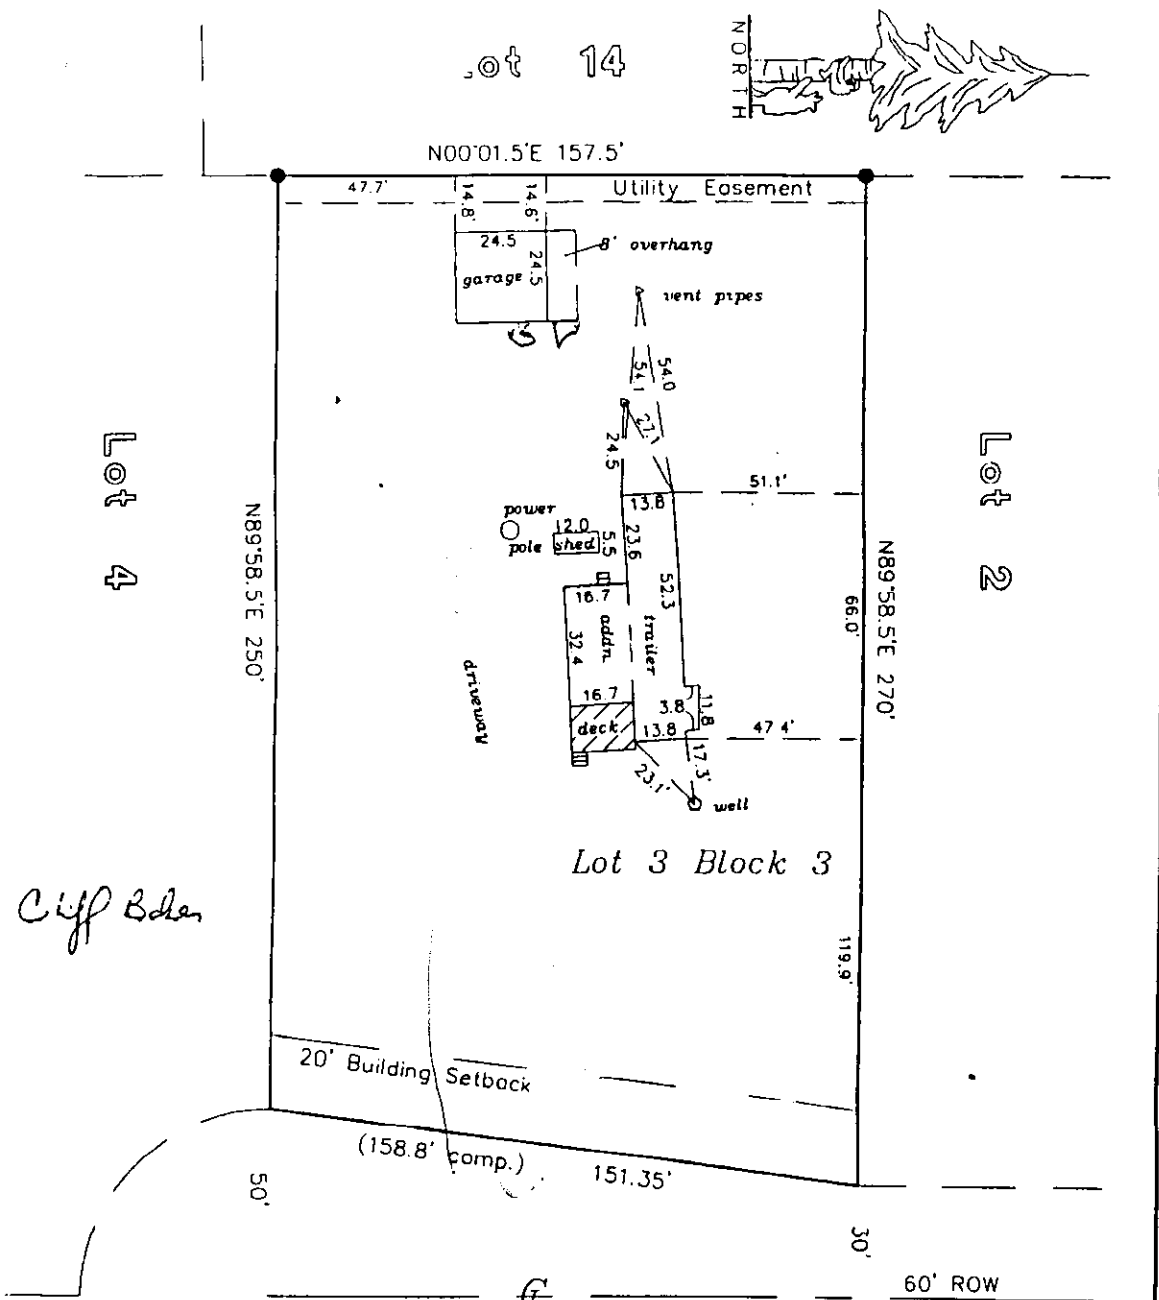 Lot 14
NORTH
N00°01.5'E 157.5'
47.7'
14.8'
14.6'
Utility Easement
24.5
24.5
garage
8' overhang
vent pipes
54.1
54.0
27.1
24.5
51.1'
13.8
Lot 4
Lot 2
N89°58.5'E 250'
N89°58.5'E 270'
power
pole
12.0
shed
5.5
23.6
52.3
66.0'
16.7
addn
trailer
32.4
driveway
16.7
deck
3.8
11.8
13.8
47.4'
17.3'
23.1'
well
Lot 3 Block 3
Cliff Baker
119.9'
20' Building Setback
(158.8' comp.)
151.35'
50'
30'
60' ROW